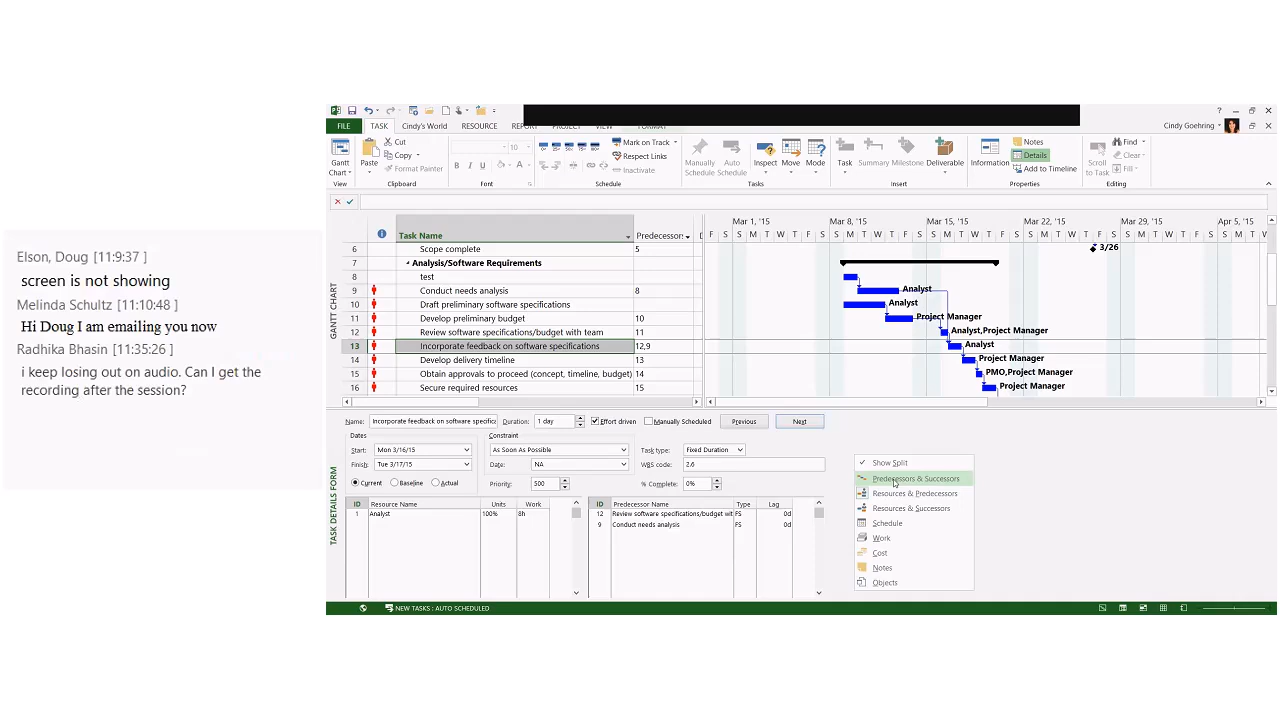 Elson, Doug [11:9:37 ]
screen is not showing
Melinda Schultz [11:10:48 ]
Hi Doug I am emailing you now
Radhika Bhasin [11:35:26 ]
i keep losing out on audio. Can I get the
recording after the session?
FILE TASK Cindy's World RESOURCE
Cindy Goehring
Gantt Chart Paste Cut Copy Format Painter
10
Mark on Track Respect Links Inactivate
Manually Schedule Auto Schedule Inspect Move Mode
Task Summary Milestone Deliverable
Information Notes Details Add to Timeline
Scroll to Task Find Clear Fill
View Clipboard Font Schedule Tasks Insert Properties Editing
Task Name Predecessors
Mar 1, '15 Mar 8, '15 Mar 15, '15 Mar 22, '15 Mar 29, '15 Apr 5, '15
F S S M T W T F S S M T W T F S S M T W T F S S M T W T F S S M T W T F S S M T W
GANTT CHART
6 Scope complete 5 3/26
7 Analysis/Software Requirements
8 test
9 Conduct needs analysis 8 Analyst
10 Draft preliminary software specifications Analyst
11 Develop preliminary budget 10 Project Manager
12 Review software specifications/budget with team 11 Analyst,Project Manager
13 Incorporate feedback on software specifications 12,9 Analyst
14 Develop delivery timeline 13 Project Manager
15 Obtain approvals to proceed (concept, timeline, budget) 14 PMO,Project Manager
16 Secure required resources 15 Project Manager
TASK DETAILS FORM
Name: Incorporate feedback on software specific Duration: 1 day Effort driven Manually Scheduled Previous Next
Dates Constraint
Start: Mon 3/16/15 As Soon As Possible Task type: Fixed Duration
Finish: Tue 3/17/15 Date: NA WBS code: 2.6
Current Baseline Actual Priority: 500 % Complete: 0%
ID Resource Name Units Work ID Predecessor Name Type Lag
1 Analyst 100% 8h 12 Review software specifications/budget wit FS 0d
9 Conduct needs analysis FS 0d
Show Split
Predecessors & Successors
Resources & Predecessors
Resources & Successors
Schedule
Work
Cost
Notes
Objects
NEW TASKS : AUTO SCHEDULED